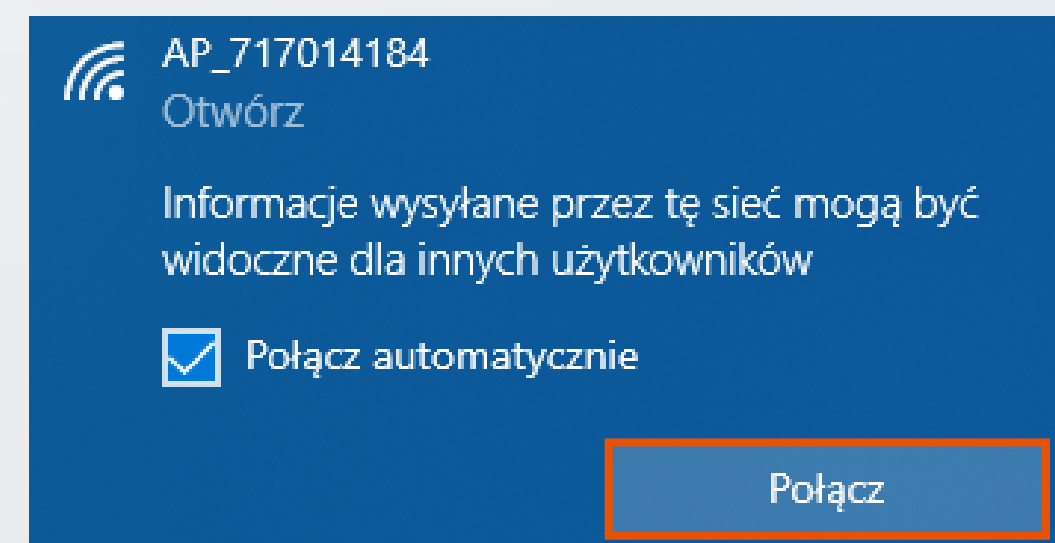 AP_717014184
Otwórz
Informacje wysyłane przez tę sieć mogą być
widoczne dla innych użytkowników
Połącz automatycznie
Połącz